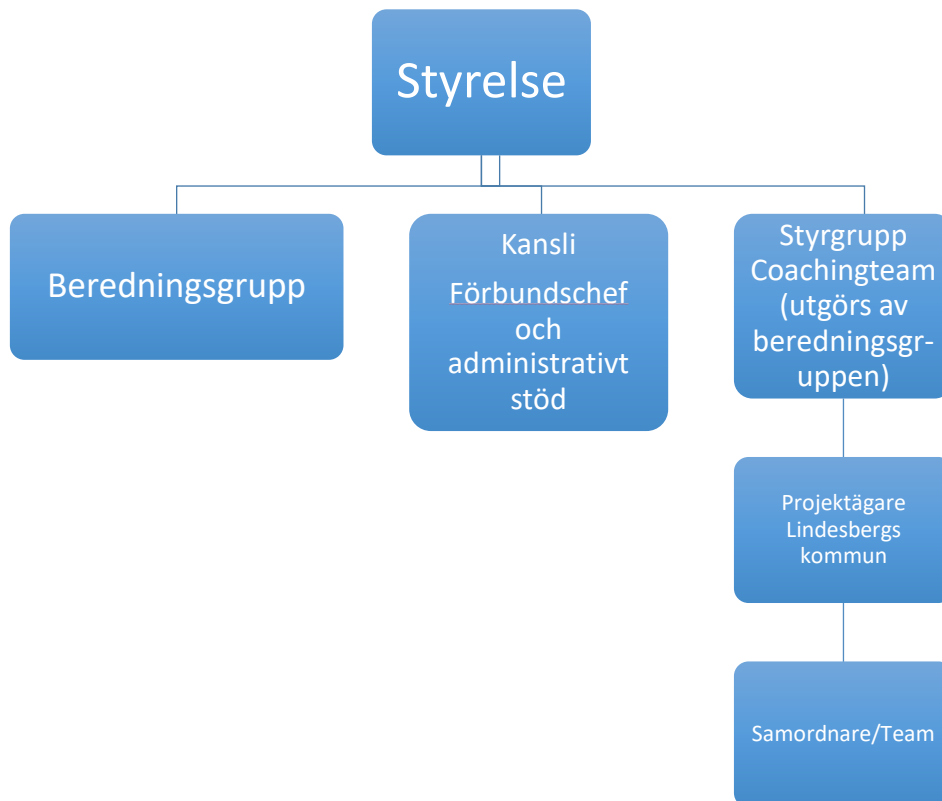 Styrelse
Beredningsgrupp
Kansli
Förbundschef
och
administrativt
stöd
Styrgrupp
Coachingteam
(utgörs av
beredningsgr-
uppen)
Projektägare
Lindesbergs
kommun
Samordnare/Team